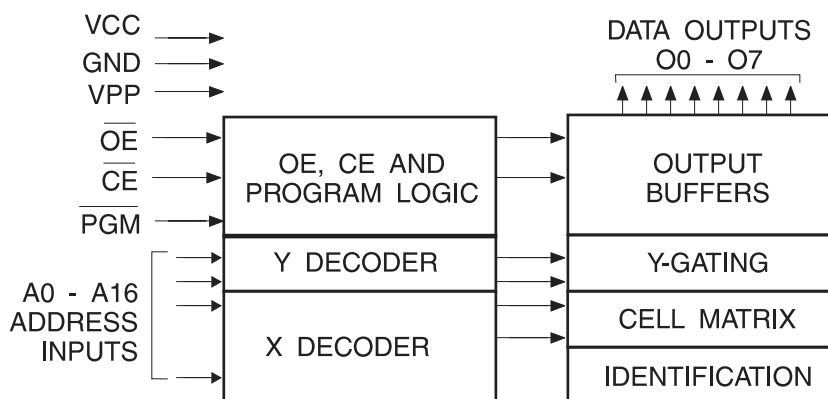 VCC
GND
VPP
OE
CE
PGM
A0 - A16
ADDRESS
INPUTS
OE, CE AND
PROGRAM LOGIC
Y DECODER
X DECODER
DATA OUTPUTS
O0 - O7
OUTPUT
BUFFERS
Y-GATING
CELL MATRIX
IDENTIFICATION